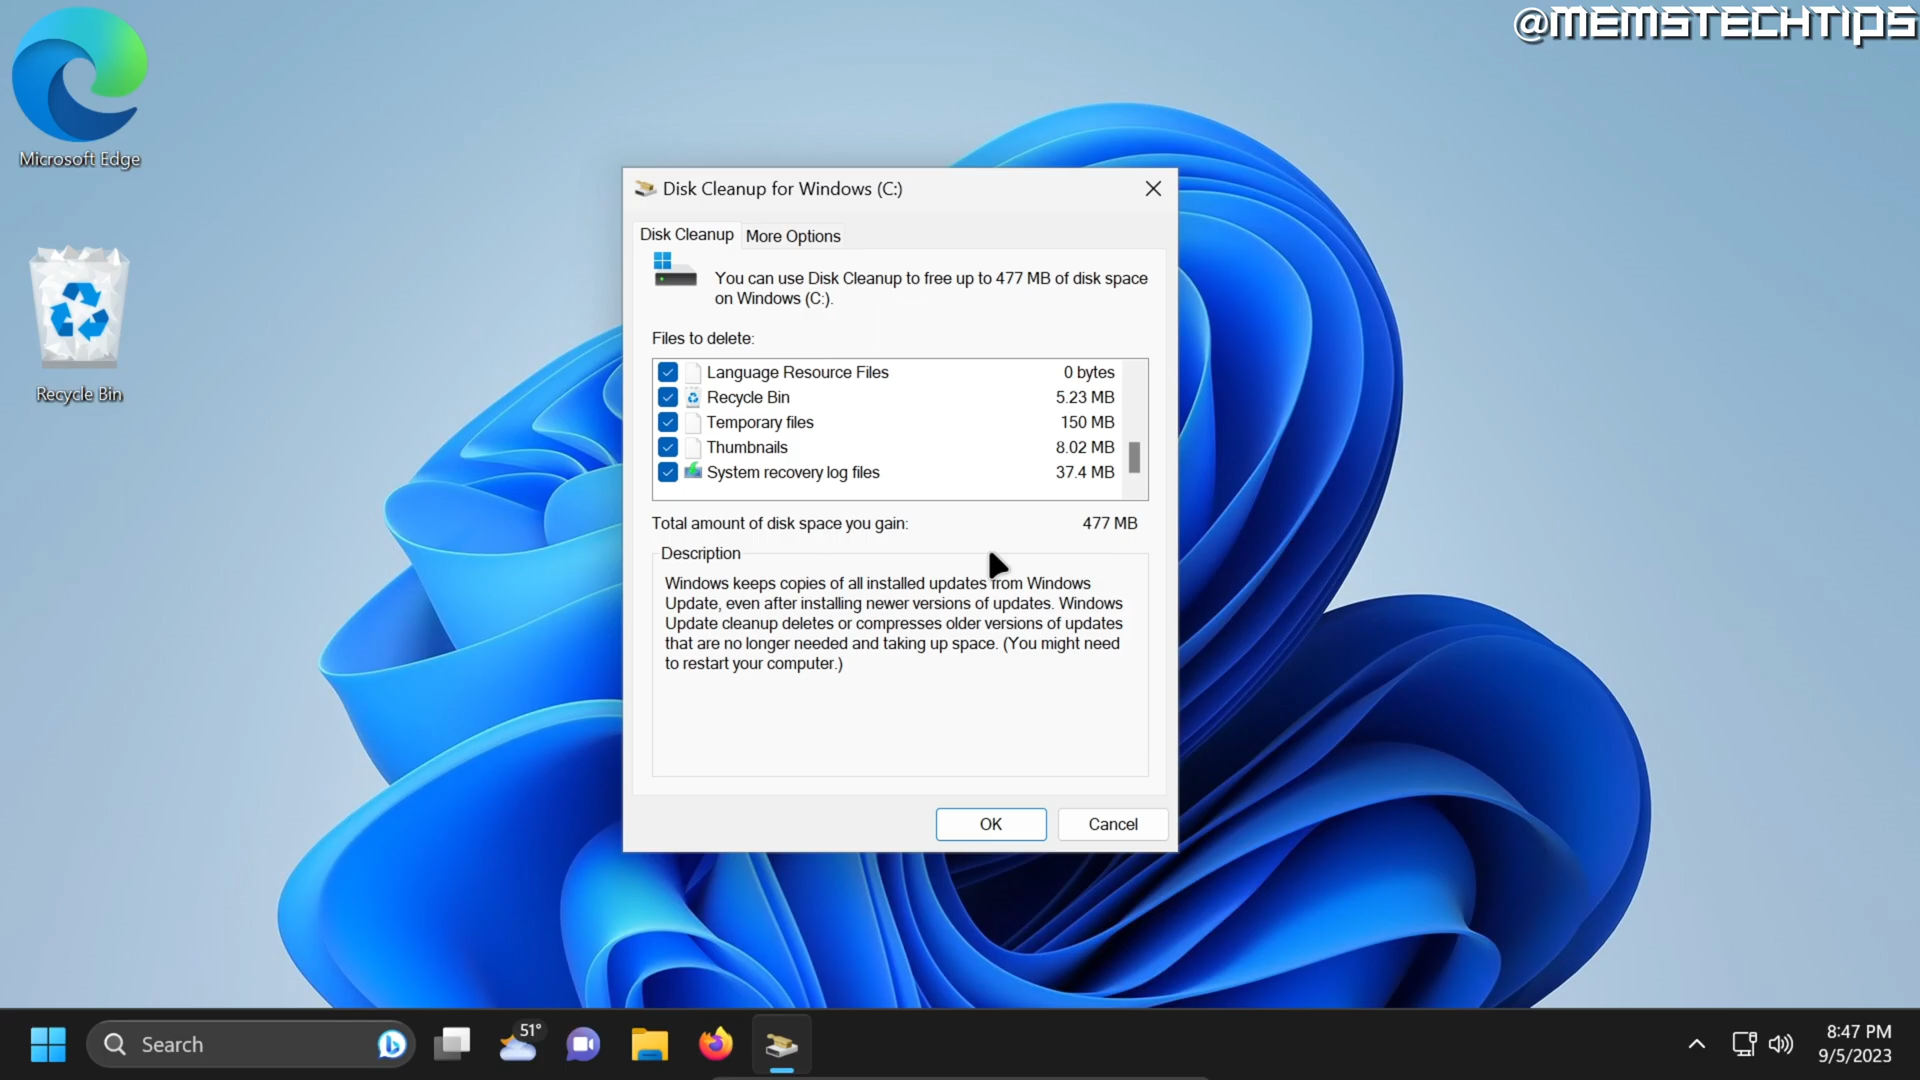 @MEMSTECHTIPS
Microsoft Edge
Recycle Bin
Disk Cleanup for Windows (C:)
Disk Cleanup
More Options
You can use Disk Cleanup to free up to 477 MB of disk space
on Windows (C:).
Files to delete:
Language Resource Files 0 bytes
Recycle Bin 5.23 MB
Temporary files 150 MB
Thumbnails 8.02 MB
System recovery log files 37.4 MB
Total amount of disk space you gain: 477 MB
Description
Windows keeps copies of all installed updates from Windows
Update, even after installing newer versions of updates. Windows
Update cleanup deletes or compresses older versions of updates
that are no longer needed and taking up space. (You might need
to restart your computer.)
OK
Cancel
Search
51°
8:47 PM
9/5/2023